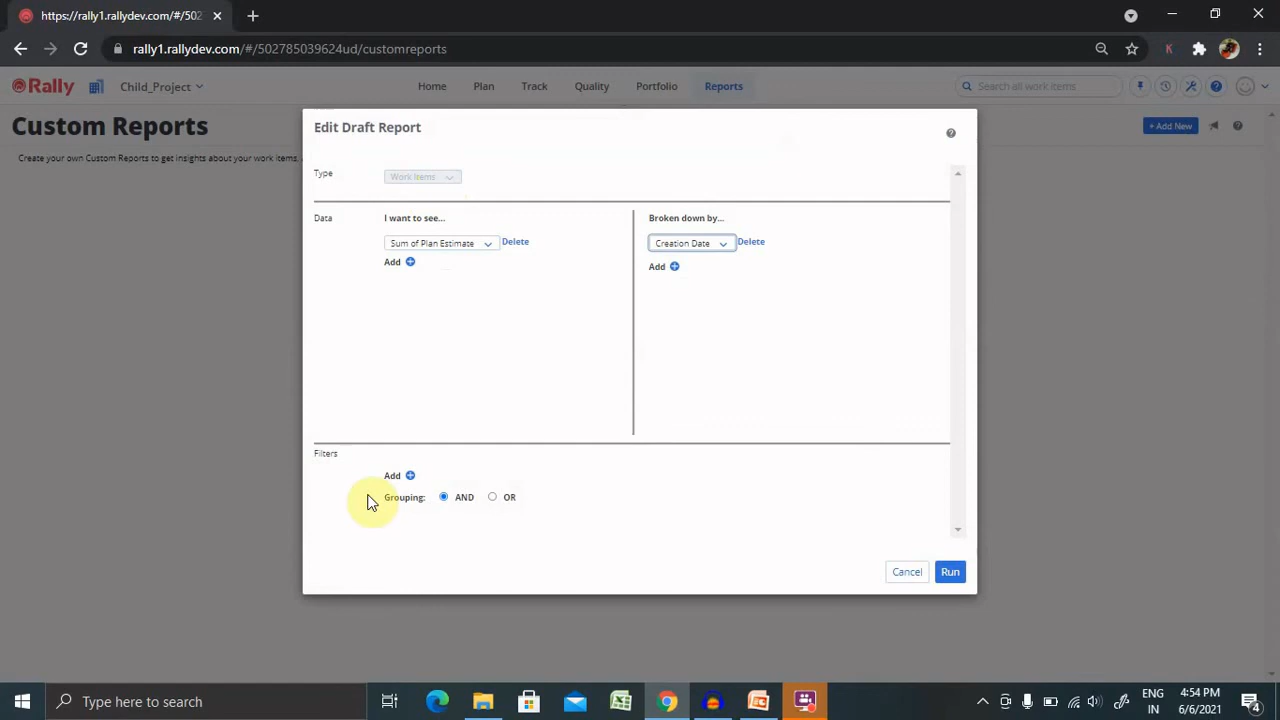 https://rally1.rallydev.com/#/502
rally1.rallydev.com/#/502785039624ud/customreports
Rally
Child_Project
Home
Plan
Track
Quality
Portfolio
Reports
Search all work items
Custom Reports
+ Add New
Create your own Custom Reports to get insights about your work items,
Edit Draft Report
Type
Work Items
Data
I want to see...
Broken down by...
Sum of Plan Estimate
Delete
Creation Date
Delete
Add
Add
Filters
Add
Grouping:
AND
OR
Cancel
Run
Type here to search
ENG
IN
4:54 PM
6/6/2021
4